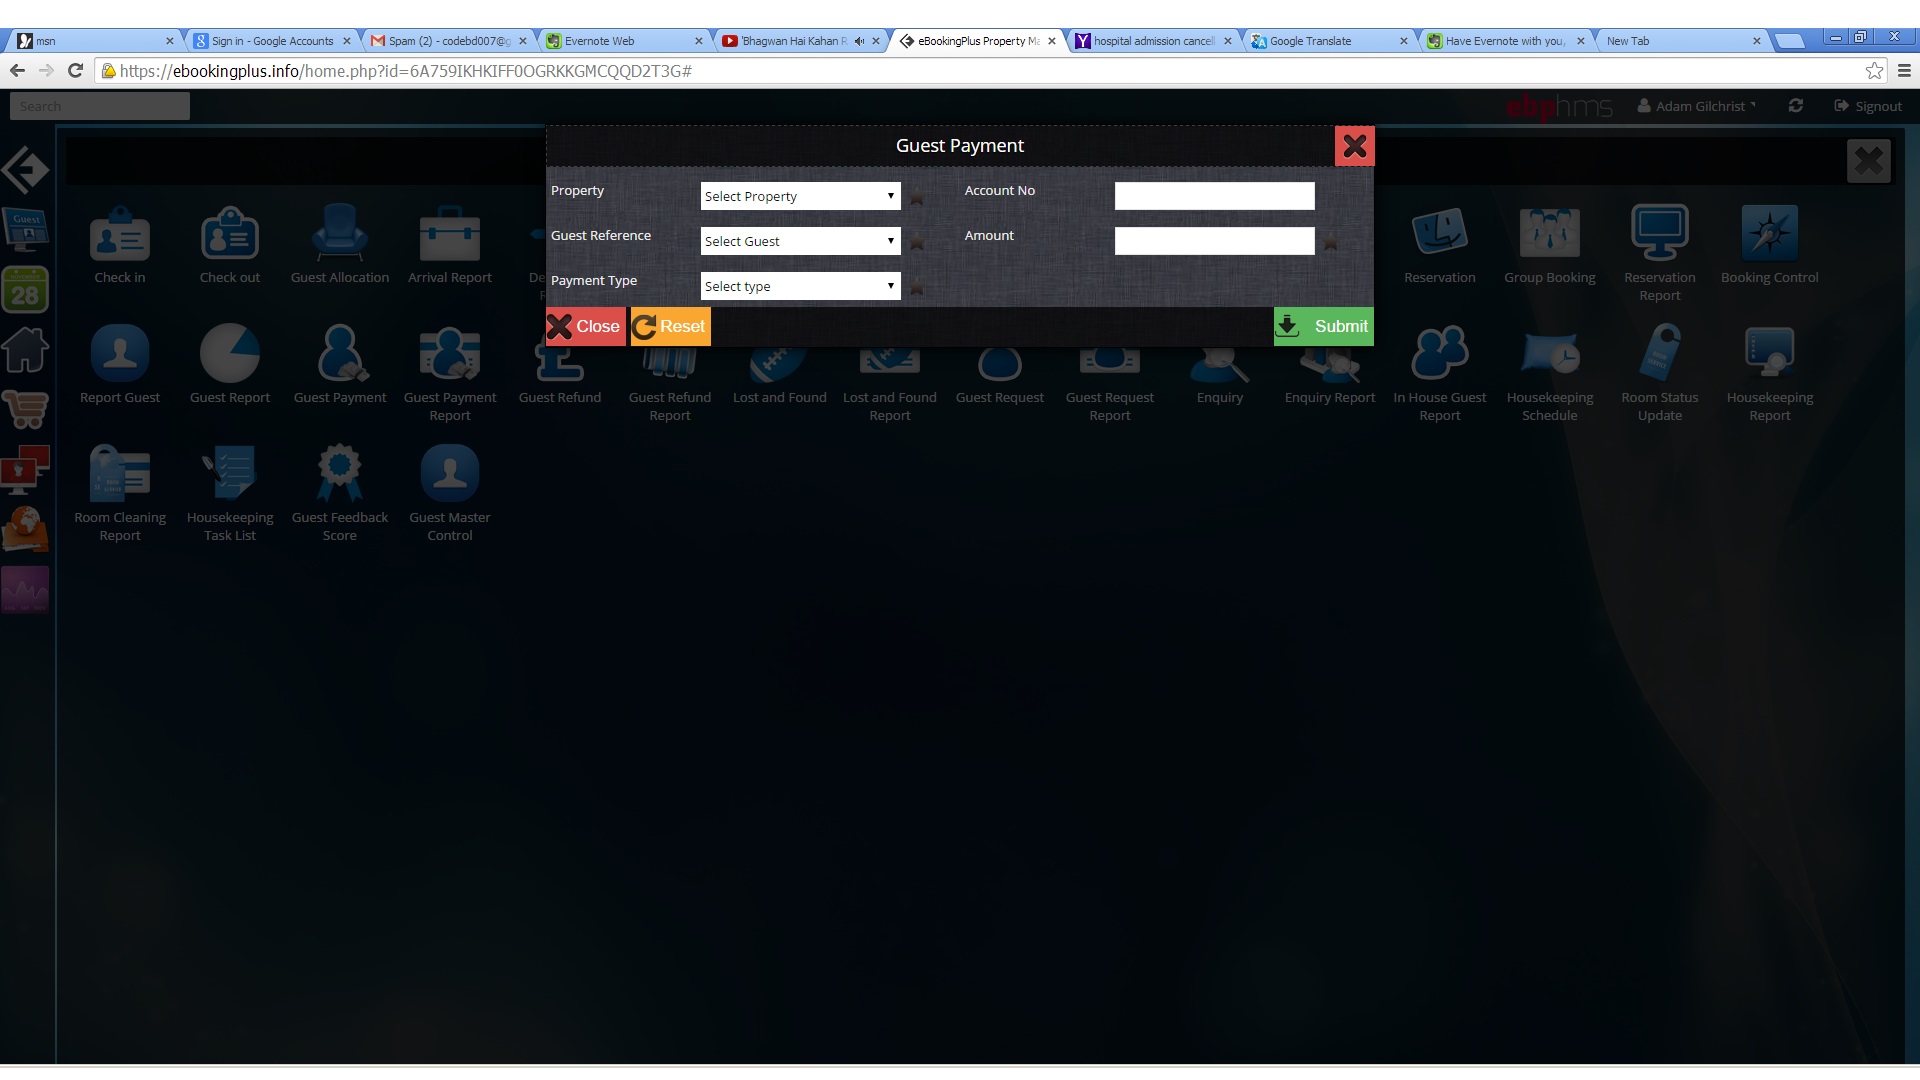 msn
Sign in - Google Accounts
Spam (2) - codebd007@g
Evernote Web
'Bhagwan Hai Kahan R
eBookingPlus Property Ma
hospital admission cancell
Google Translate
Have Evernote with you,
New Tab
https://ebookingplus.info/home.php?id=6A759IKHKIFF0OGRKKGMCQQD2T3G#
Search
ebphms
Adam Gilchrist
Signout
Guest Payment
Property
Select Property
Account No
Guest Reference
Select Guest
Amount
Payment Type
Select type
Close
Reset
Submit
Guest
28
Check in
Check out
Guest Allocation
Arrival Report
Reservation
Group Booking
Reservation
Report
Booking Control
Report Guest
Guest Report
Guest Payment
Guest Payment
Report
Guest Refund
Guest Refund
Report
Lost and Found
Lost and Found
Report
Guest Request
Guest Request
Report
Enquiry
Enquiry Report
In House Guest
Report
Housekeeping
Schedule
Room Status
Update
Housekeeping
Report
Room Cleaning
Report
Housekeeping
Task List
Guest Feedback
Score
Guest Master
Control